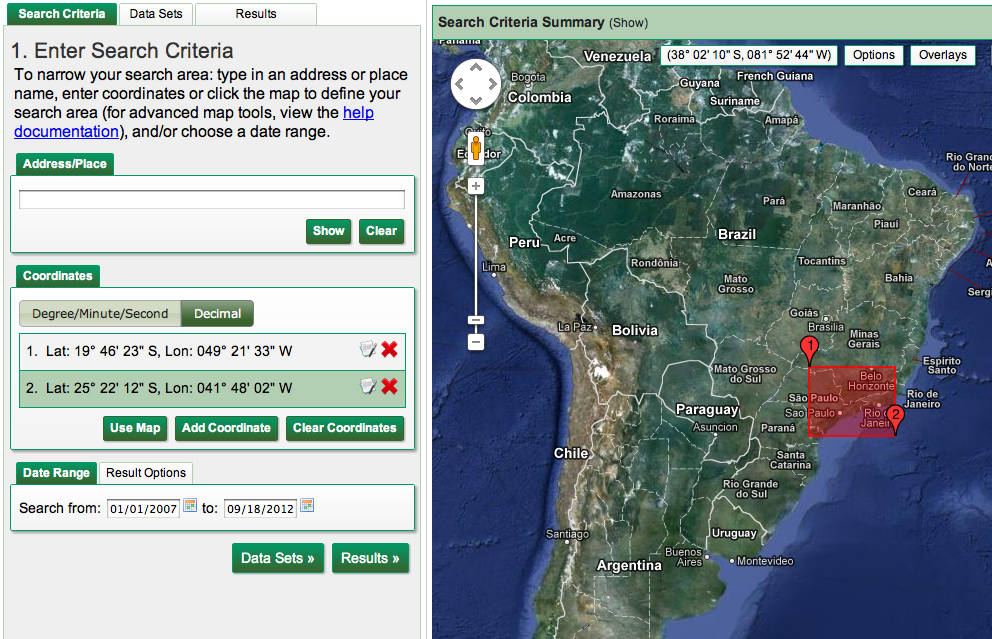 Search Criteria
Data Sets
Results
1. Enter Search Criteria
To narrow your search area: type in an address or place
name, enter coordinates or click the map to define your
search area (for advanced map tools, view the help
documentation), and/or choose a date range.
Address/Place
Show
Clear
Coordinates
Degree/Minute/Second
Decimal
1. Lat: 19° 46' 23" S, Lon: 049° 21' 33" W
2. Lat: 25° 22' 12" S, Lon: 041° 48' 02" W
Use Map
Add Coordinate
Clear Coordinates
Date Range
Result Options
Search from: 01/01/2007 to: 09/18/2012
Data Sets »
Results »
Search Criteria Summary (Show)
Panama
Venezuela
(38° 02' 10" S, 081° 52' 44" W)
Options
Overlays
Bogota
Colombia
Guyana
French Guiana
Suriname
Roraima
Amapá
Quito
Ecuador
Rio Grand
do Norte
Amazonas
Pará
Maranhão
Ceará
Piauí
Peru
Acre
Brazil
Lima
Rondônia
Tocantins
Mato
Grosso
Bahia
Sergi
Goiás
Brasilia
La Paz
Bolivia
Minas
Gerais
1
Mato Grosso
do Sul
Belo
Horizonte
Espírito
Santo
São Paulo
Sao Paulo
Rio de
Janeiro
Rio d
Janeir
2
Paraguay
Asuncion
Paraná
Chile
Santa
Catarina
Rio Grande
do Sul
Santiago
Uruguay
Buenos
Aires
Montevideo
Argentina